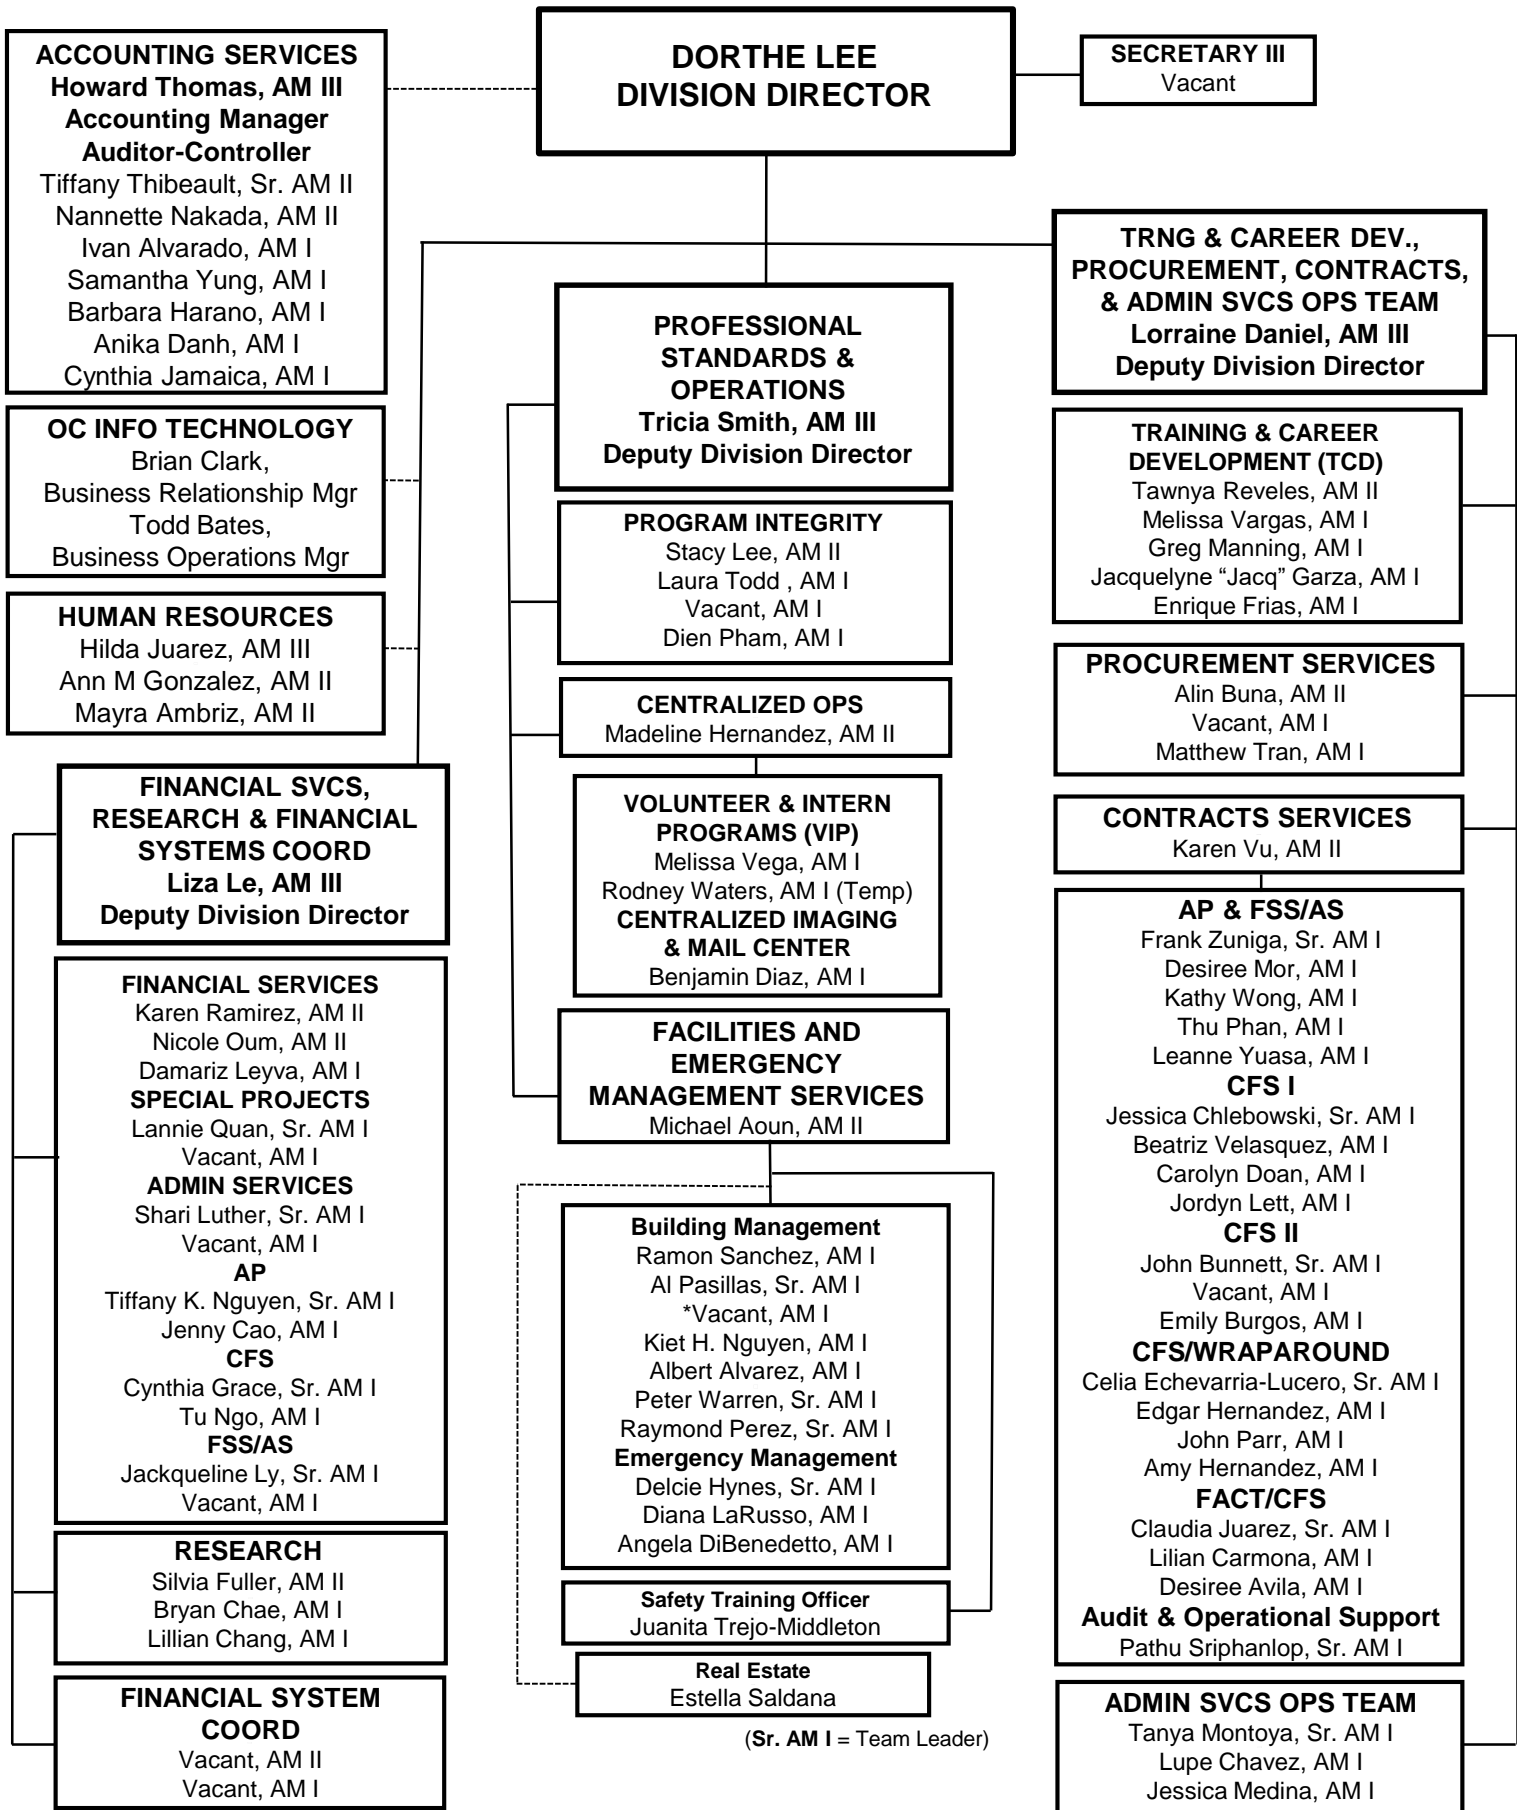 DORTHE LEE
DIVISION DIRECTOR
SECRETARY III
Vacant
ACCOUNTING SERVICES
Howard Thomas, AM III
Accounting Manager
Auditor-Controller
Tiffany Thibeault, Sr. AM II
Nannette Nakada, AM II
Ivan Alvarado, AM I
Samantha Yung, AM I
Barbara Harano, AM I
Anika Danh, AM I
Cynthia Jamaica, AM I
OC INFO TECHNOLOGY
Brian Clark,
Business Relationship Mgr
Todd Bates,
Business Operations Mgr
HUMAN RESOURCES
Hilda Juarez, AM III
Ann M Gonzalez, AM II
Mayra Ambriz, AM II
FINANCIAL SVCS,
RESEARCH & FINANCIAL
SYSTEMS COORD
Liza Le, AM III
Deputy Division Director
FINANCIAL SERVICES
Karen Ramirez, AM II
Nicole Oum, AM II
Damariz Leyva, AM I
SPECIAL PROJECTS
Lannie Quan, Sr. AM I
Vacant, AM I
ADMIN SERVICES
Shari Luther, Sr. AM I
Vacant, AM I
AP
Tiffany K. Nguyen, Sr. AM I
Jenny Cao, AM I
CFS
Cynthia Grace, Sr. AM I
Tu Ngo, AM I
FSS/AS
Jackqueline Ly, Sr. AM I
Vacant, AM I
RESEARCH
Silvia Fuller, AM II
Bryan Chae, AM I
Lillian Chang, AM I
FINANCIAL SYSTEM
COORD
Vacant, AM II
Vacant, AM I
PROFESSIONAL
STANDARDS &
OPERATIONS
Tricia Smith, AM III
Deputy Division Director
PROGRAM INTEGRITY
Stacy Lee, AM II
Laura Todd , AM I
Vacant, AM I
Dien Pham, AM I
CENTRALIZED OPS
Madeline Hernandez, AM II
VOLUNTEER & INTERN
PROGRAMS (VIP)
Melissa Vega, AM I
Rodney Waters, AM I (Temp)
CENTRALIZED IMAGING
& MAIL CENTER
Benjamin Diaz, AM I
FACILITIES AND
EMERGENCY
MANAGEMENT SERVICES
Michael Aoun, AM II
Building Management
Ramon Sanchez, AM I
Al Pasillas, Sr. AM I
*Vacant, AM I
Kiet H. Nguyen, AM I
Albert Alvarez, AM I
Peter Warren, Sr. AM I
Raymond Perez, Sr. AM I
Emergency Management
Delcie Hynes, Sr. AM I
Diana LaRusso, AM I
Angela DiBenedetto, AM I
Safety Training Officer
Juanita Trejo-Middleton
Real Estate
Estella Saldana
(Sr. AM I = Team Leader)
TRNG & CAREER DEV.,
PROCUREMENT, CONTRACTS,
& ADMIN SVCS OPS TEAM
Lorraine Daniel, AM III
Deputy Division Director
TRAINING & CAREER
DEVELOPMENT (TCD)
Tawnya Reveles, AM II
Melissa Vargas, AM I
Greg Manning, AM I
Jacquelyne “Jacq” Garza, AM I
Enrique Frias, AM I
PROCUREMENT SERVICES
Alin Buna, AM II
Vacant, AM I
Matthew Tran, AM I
CONTRACTS SERVICES
Karen Vu, AM II
AP & FSS/AS
Frank Zuniga, Sr. AM I
Desiree Mor, AM I
Kathy Wong, AM I
Thu Phan, AM I
Leanne Yuasa, AM I
CFS I
Jessica Chlebowski, Sr. AM I
Beatriz Velasquez, AM I
Carolyn Doan, AM I
Jordyn Lett, AM I
CFS II
John Bunnett, Sr. AM I
Vacant, AM I
Emily Burgos, AM I
CFS/WRAPAROUND
Celia Echevarria-Lucero, Sr. AM I
Edgar Hernandez, AM I
John Parr, AM I
Amy Hernandez, AM I
FACT/CFS
Claudia Juarez, Sr. AM I
Lilian Carmona, AM I
Desiree Avila, AM I
Audit & Operational Support
Pathu Sriphanlop, Sr. AM I
ADMIN SVCS OPS TEAM
Tanya Montoya, Sr. AM I
Lupe Chavez, AM I
Jessica Medina, AM I